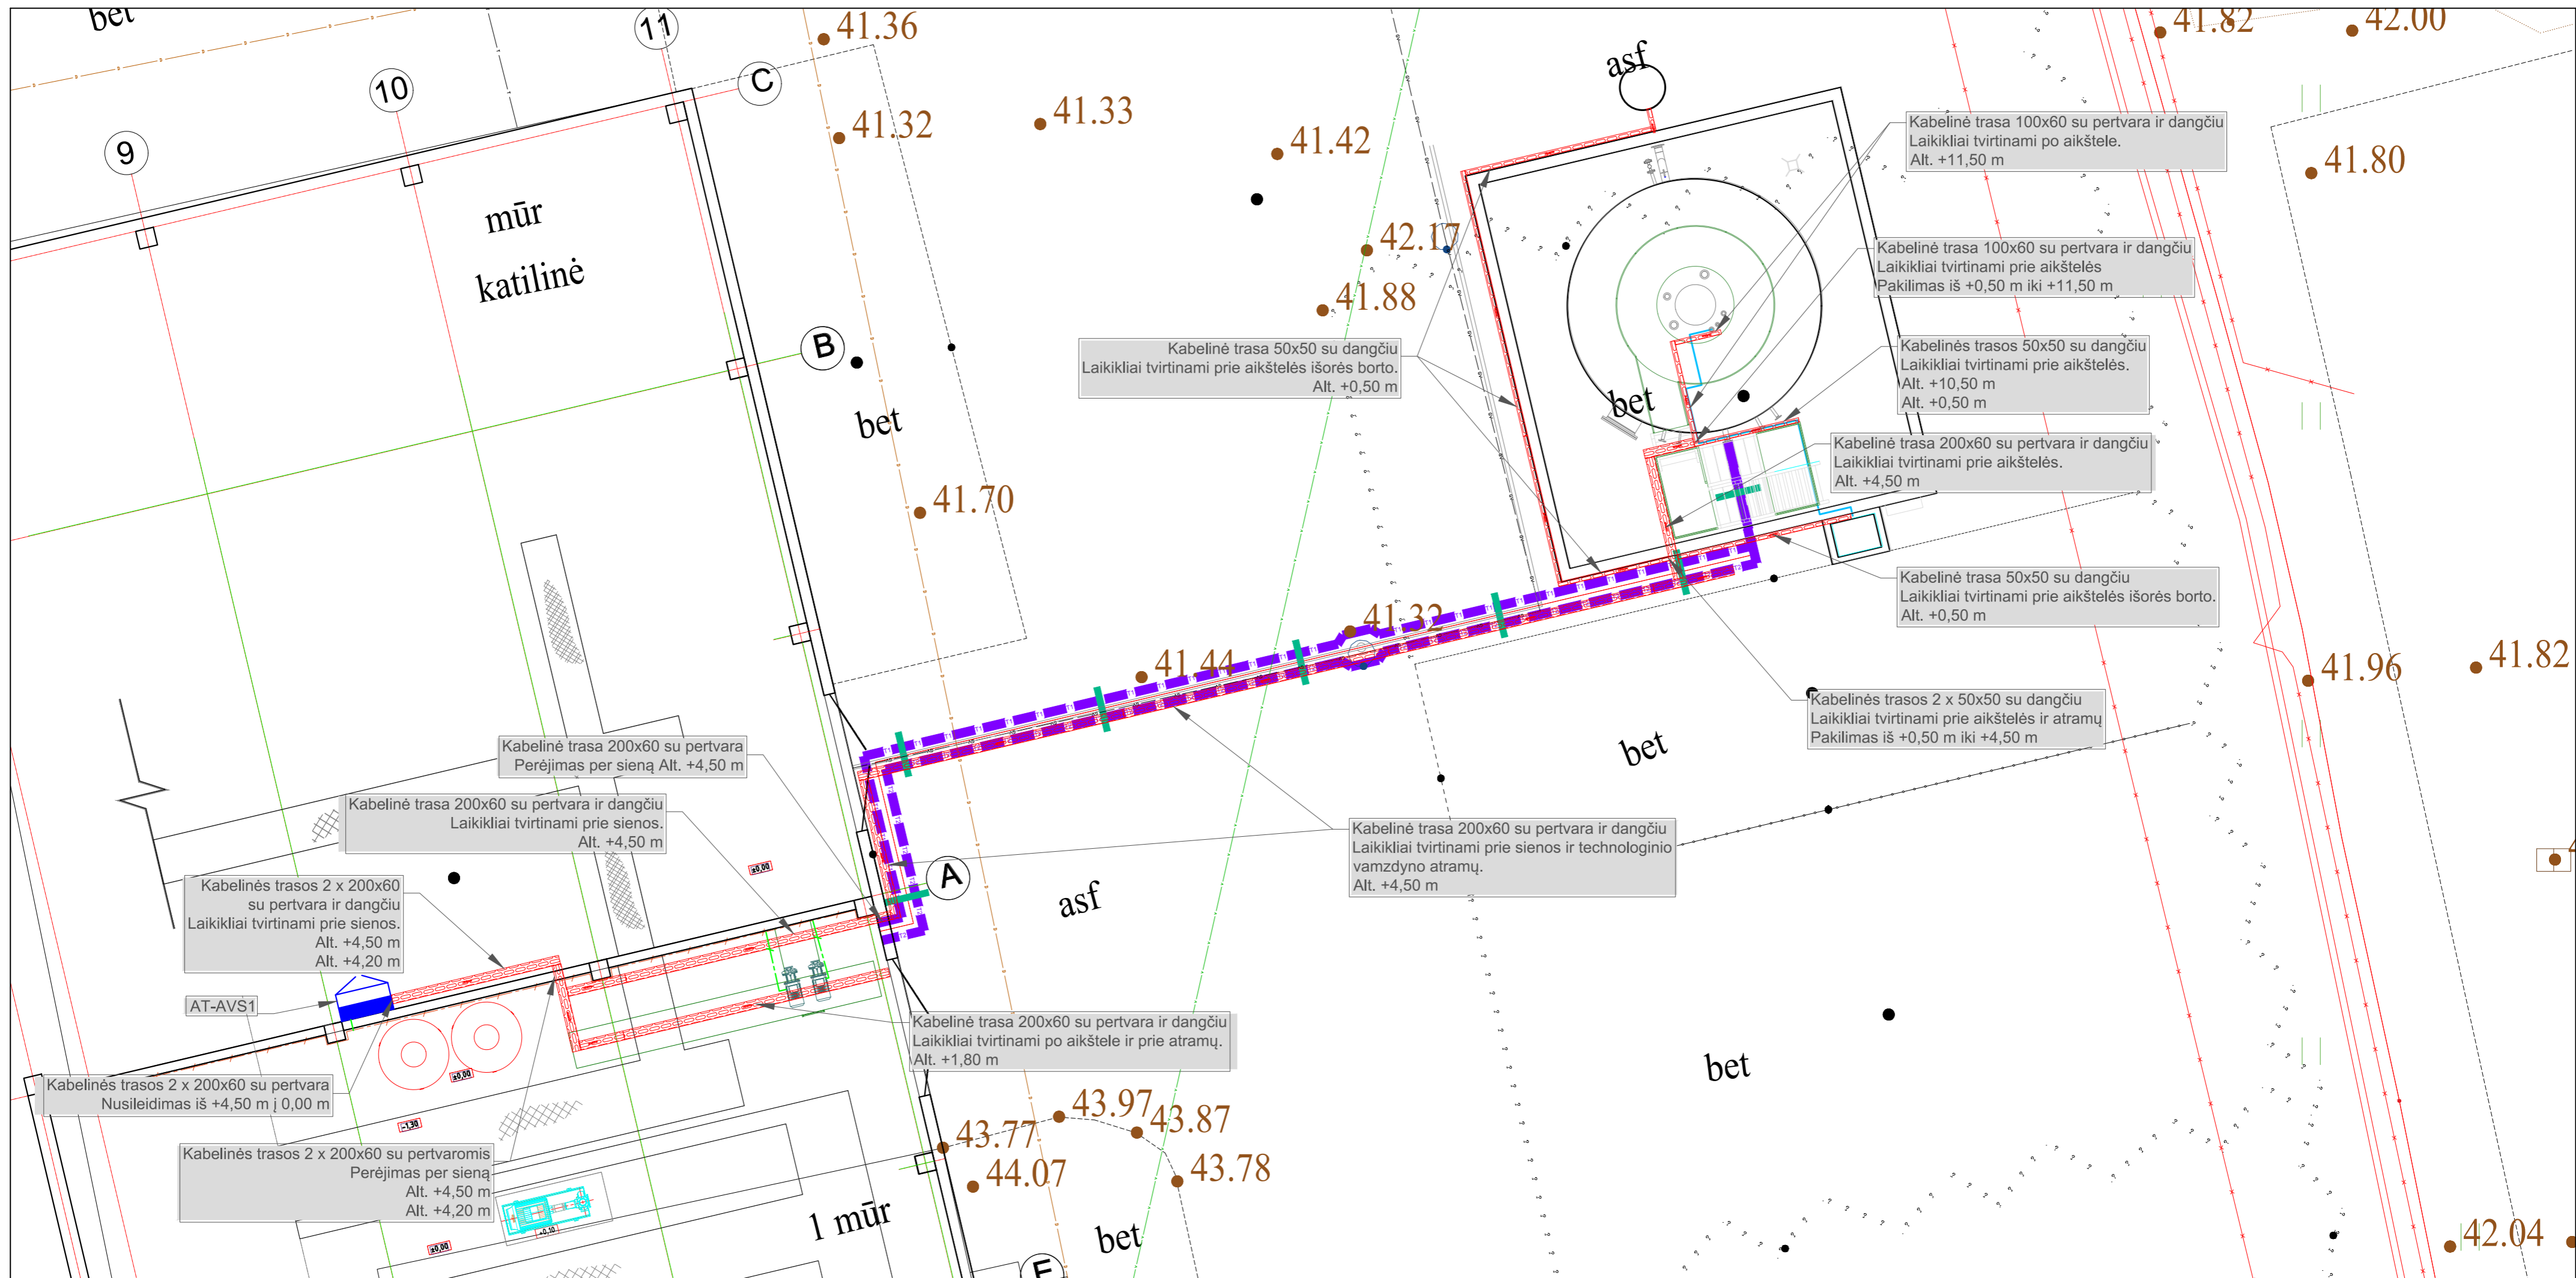 bet
11
41.36
asf
41.82
42.00
10
C
9
41.32
41.33
41.42
Kabelinė trasa 100x60 su pertvara ir dangčiu
Laikikliai tvirtinami po aikštele.
Alt. +11,50 m
41.80
mūr
katilinė
42.17
41.88
Kabelinė trasa 100x60 su pertvara ir dangčiu
Laikikliai tvirtinami prie aikštelės
Pakilimas iš +0,50 m iki +11,50 m
B
Kabelinė trasa 50x50 su dangčiu
Laikikliai tvirtinami prie aikštelės išorės borto.
Alt. +0,50 m
Kabelinės trasos 50x50 su dangčiu
Laikikliai tvirtinami prie aikštelės.
Alt. +10,50 m
Alt. +0,50 m
bet
bet
Kabelinė trasa 200x60 su pertvara ir dangčiu
Laikikliai tvirtinami prie aikštelės.
Alt. +4,50 m
41.70
Kabelinė trasa 50x50 su dangčiu
Laikikliai tvirtinami prie aikštelės išorės borto.
Alt. +0,50 m
41.32
41.44
41.96
41.82
Kabelinės trasos 2 x 50x50 su dangčiu
Laikikliai tvirtinami prie aikštelės ir atramų
Pakilimas iš +0,50 m iki +4,50 m
Kabelinė trasa 200x60 su pertvara
Perėjimas per sieną Alt. +4,50 m
bet
Kabelinė trasa 200x60 su pertvara ir dangčiu
Laikikliai tvirtinami prie sienos.
Alt. +4,50 m
Kabelinė trasa 200x60 su pertvara ir dangčiu
Laikikliai tvirtinami prie sienos ir technologinio
vamzdyno atramų.
Alt. +4,50 m
±0,00
A
asf
Kabelinės trasos 2 x 200x60
su pertvara ir dangčiu
Laikikliai tvirtinami prie sienos.
Alt. +4,50 m
Alt. +4,20 m
AT-AVS1
Kabelinė trasa 200x60 su pertvara ir dangčiu
Laikikliai tvirtinami po aikštele ir prie atramų.
Alt. +1,80 m
bet
Kabelinės trasos 2 x 200x60 su pertvara
Nusileidimas iš +4,50 m į 0,00 m
±0,00
-1,30
43.97
43.87
43.77
44.07
43.78
Kabelinės trasos 2 x 200x60 su pertvaromis
Perėjimas per sieną
Alt. +4,50 m
Alt. +4,20 m
+0,10
±0,00
1 mūr
bet
42.04